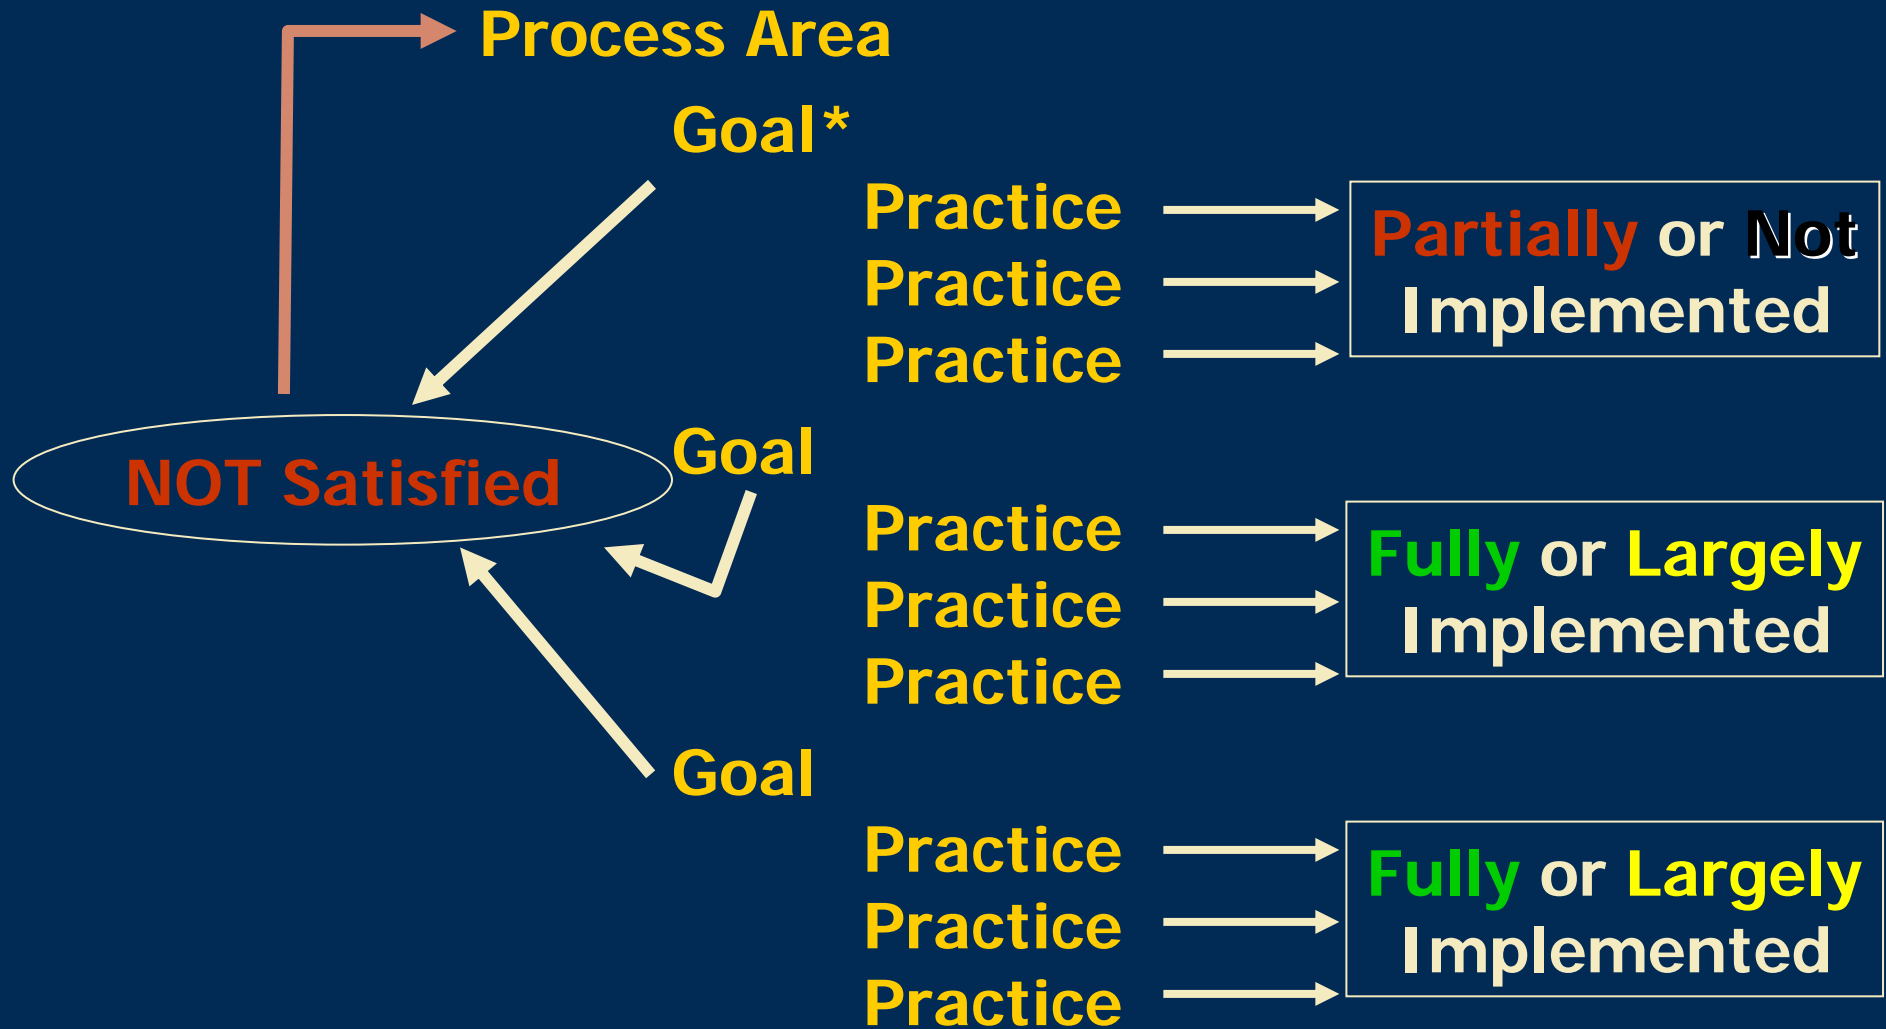 Process Area
Goal*
Practice
Practice
Practice
Partially or Not
Implemented
NOT Satisfied
Goal
Practice
Practice
Practice
Fully or Largely
Implemented
Goal
Practice
Practice
Practice
Fully or Largely
Implemented